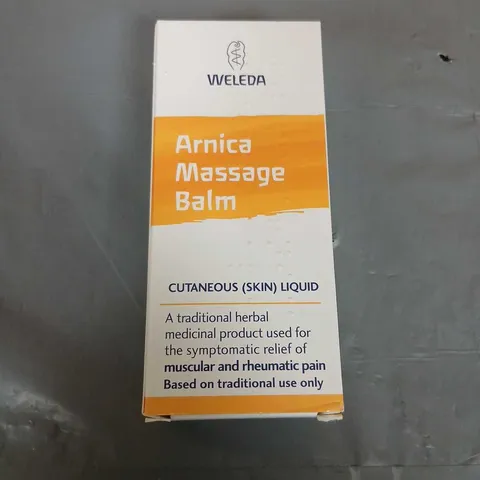 WELEDA
Arnica
Massage
Balm
CUTANEOUS (SKIN) LIQUID
A traditional herbal
medicinal product used for
the symptomatic relief of
muscular and rheumatic pain
Based on traditional use only